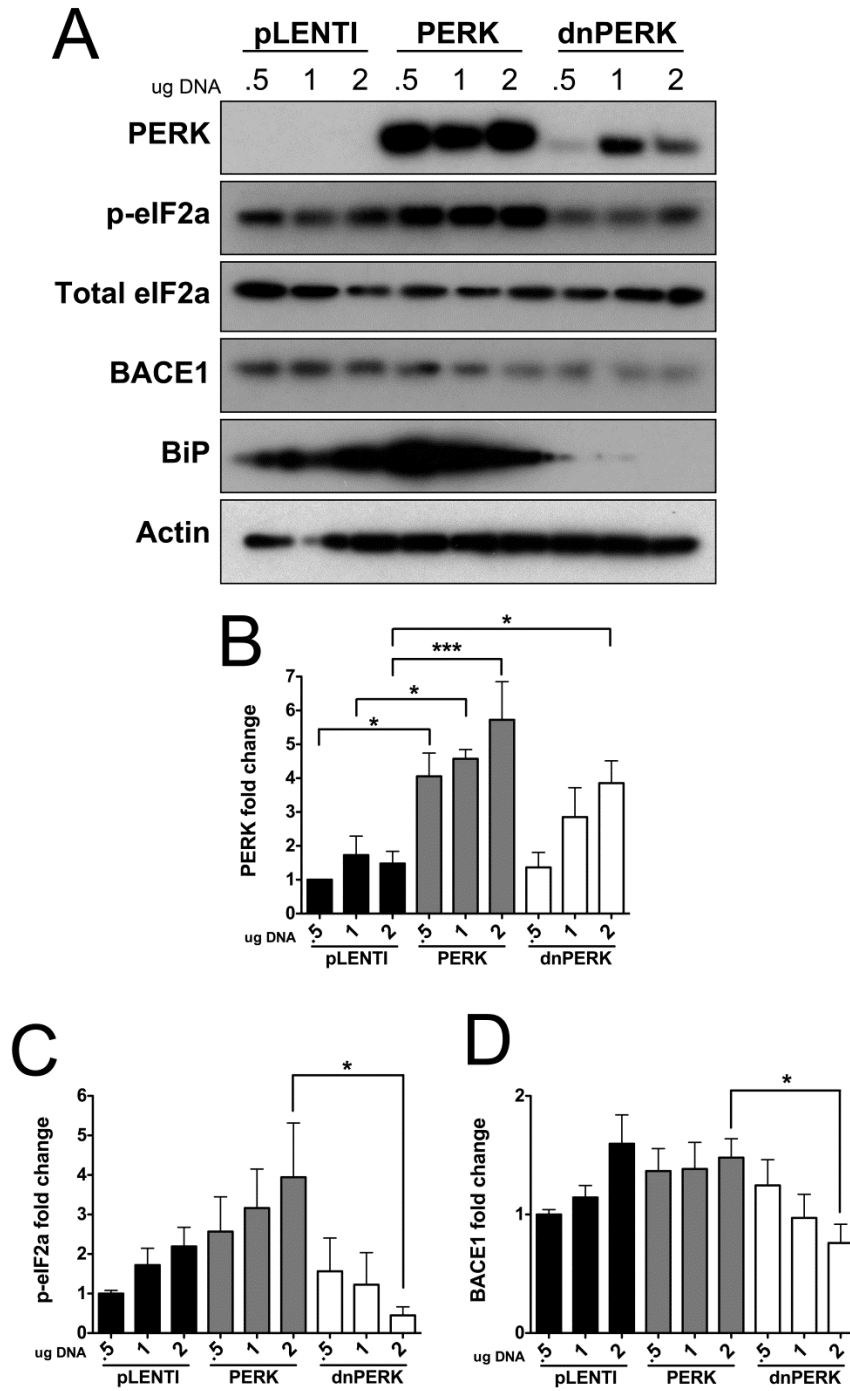 A
pLENTI PERK dnPERK
ug DNA .5 1 2 .5 1 2 .5 1 2
PERK
p-eIF2a
Total eIF2a
BACE1
BiP
Actin
B
*
***
*
*
PERK fold change
7
6
5
4
3
2
1
0
ug DNA .5 1 2 .5 1 2 .5 1 2
pLENTI PERK dnPERK
C
*
p-eIF2a fold change
6
5
4
3
2
1
0
ug DNA .5 1 2 .5 1 2 .5 1 2
pLENTI PERK dnPERK
D
*
BACE1 fold change
2
1
0
ug DNA .5 1 2 .5 1 2 .5 1 2
pLENTI PERK dnPERK